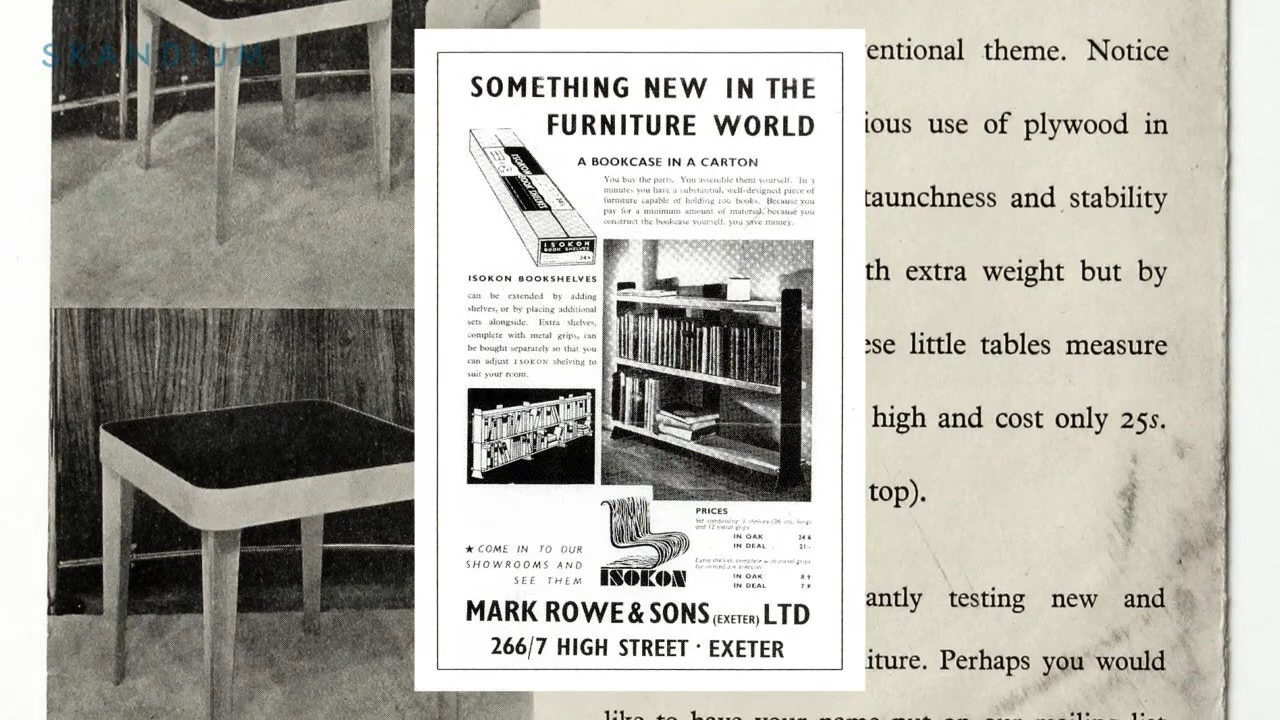 SKANDIUM
SOMETHING NEW IN THE
FURNITURE WORLD
A BOOKCASE IN A CARTON
You buy the parts. You assemble them yourself. In 3
minutes you have a substantial, well-designed piece of
furniture capable of holding 100 books. Because you
pay for a minimum amount of material, because you
construct the bookcase yourself, you save money.
ISOKON
BOOK SHELVES
ISOKON BOOKSHELVES
can be extended by adding
shelves, or by placing additional
sets alongside. Extra shelves,
complete with metal grips, can
be bought separately so that you
can adjust ISOKON shelving to
suit your room.
PRICES
and 12 metal grips
IN OAK 24 6
IN DEAL 21 -
Extra shelves, complete with metal grips
for immediate erection
IN OAK 8 9
IN DEAL 7 9
ISOKON
★ COME IN TO OUR
SHOWROOMS AND
SEE THEM
MARK ROWE & SONS (EXETER) LTD
266/7 HIGH STREET · EXETER
entional theme. Notice
ious use of plywood in
taunchness and stability
th extra weight but by
ese little tables measure
high and cost only 25s.
top).
antly testing new and
iture. Perhaps you would
like to have your name put on our mailing list